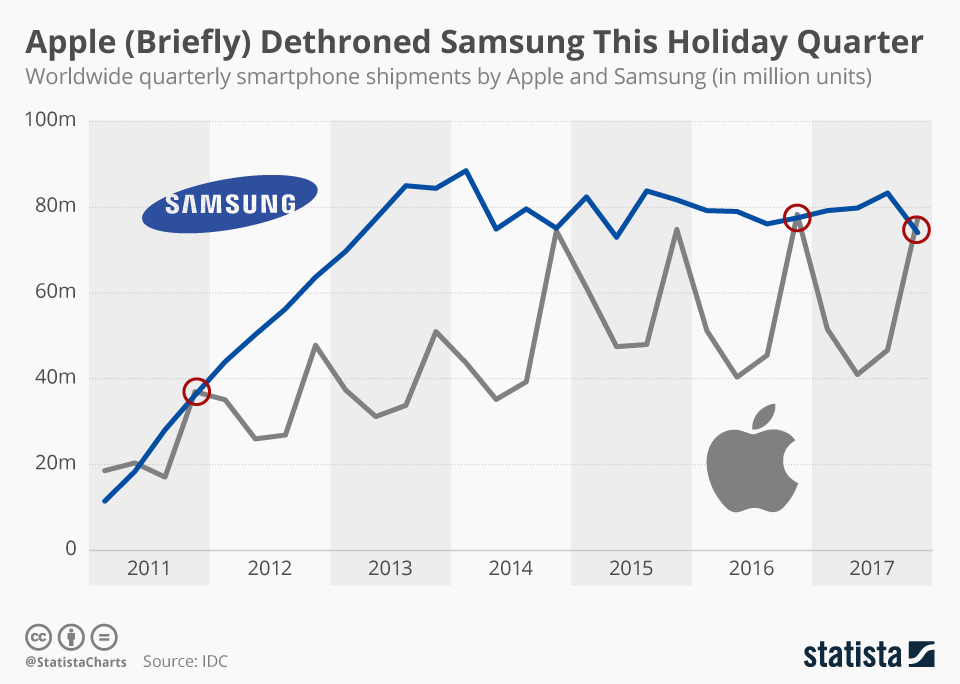 Apple (Briefly) Dethroned Samsung This Holiday Quarter
Worldwide quarterly smartphone shipments by Apple and Samsung (in million units)
100m
80m
60m
40m
20m
0
SAMSUNG
2011 2012 2013 2014 2015 2016 2017
cc
@StatistaCharts Source: IDC
statista